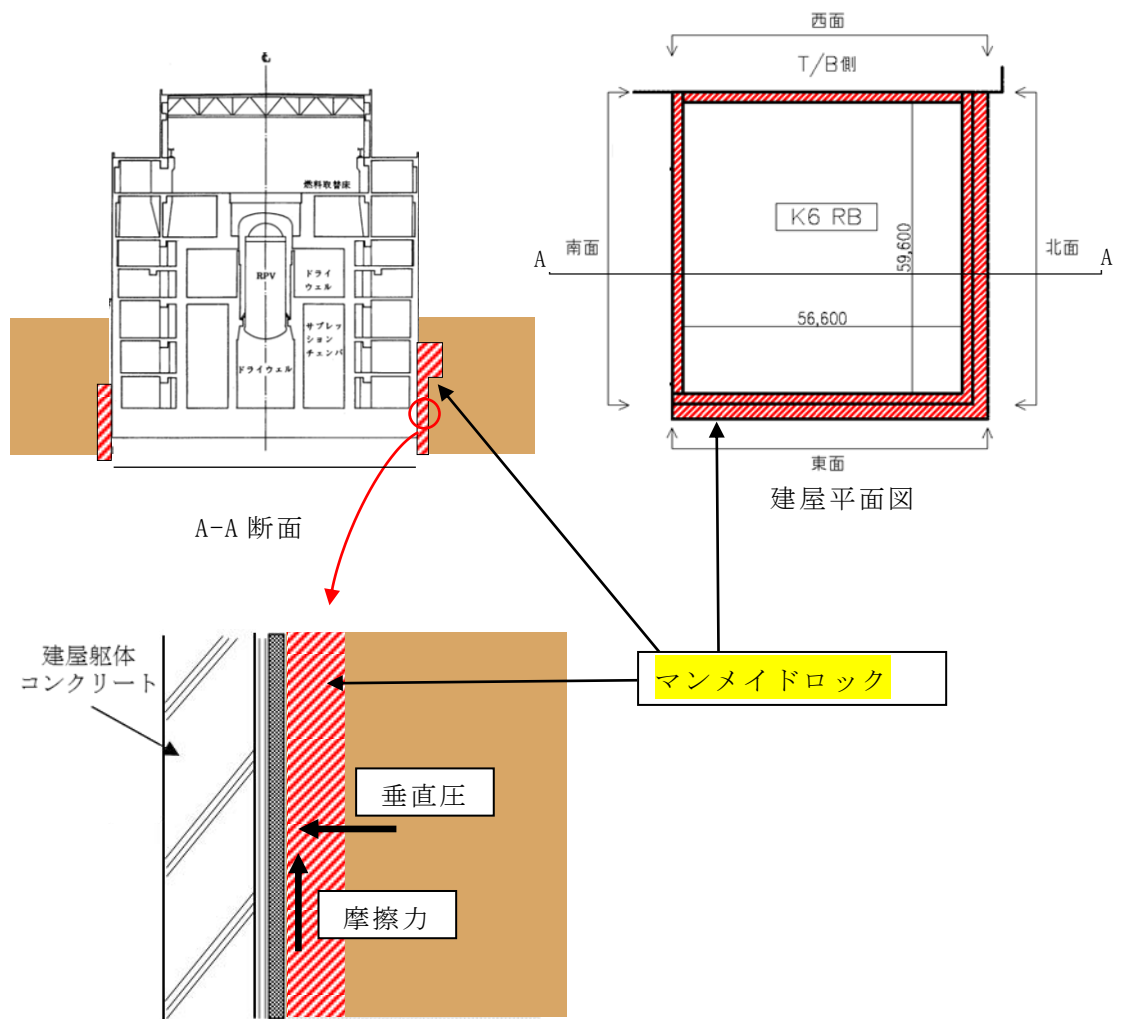 ℄
燃料取替床
RPV
ドライ
ウェル
サプレッ
ション
チェンバ
ドライウェル
A-A 断面
西面
T/B側
A
南面
K6 RB
59,600
56,600
北面
A
東面
建屋平面図
建屋躯体
コンクリート
マンメイドロック
垂直圧
摩擦力